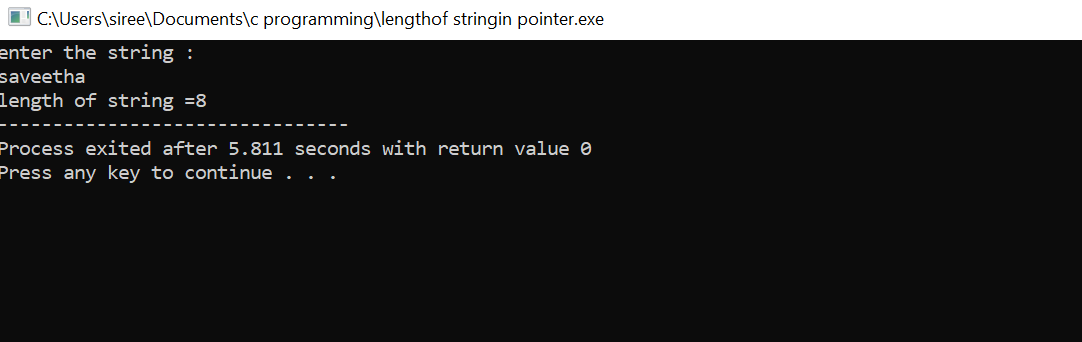 C:\Users\siree\Documents\c programming\lengthof stringin pointer.exe
enter the string :
saveetha
length of string =8
--------------------------------
Process exited after 5.811 seconds with return value 0
Press any key to continue . . .